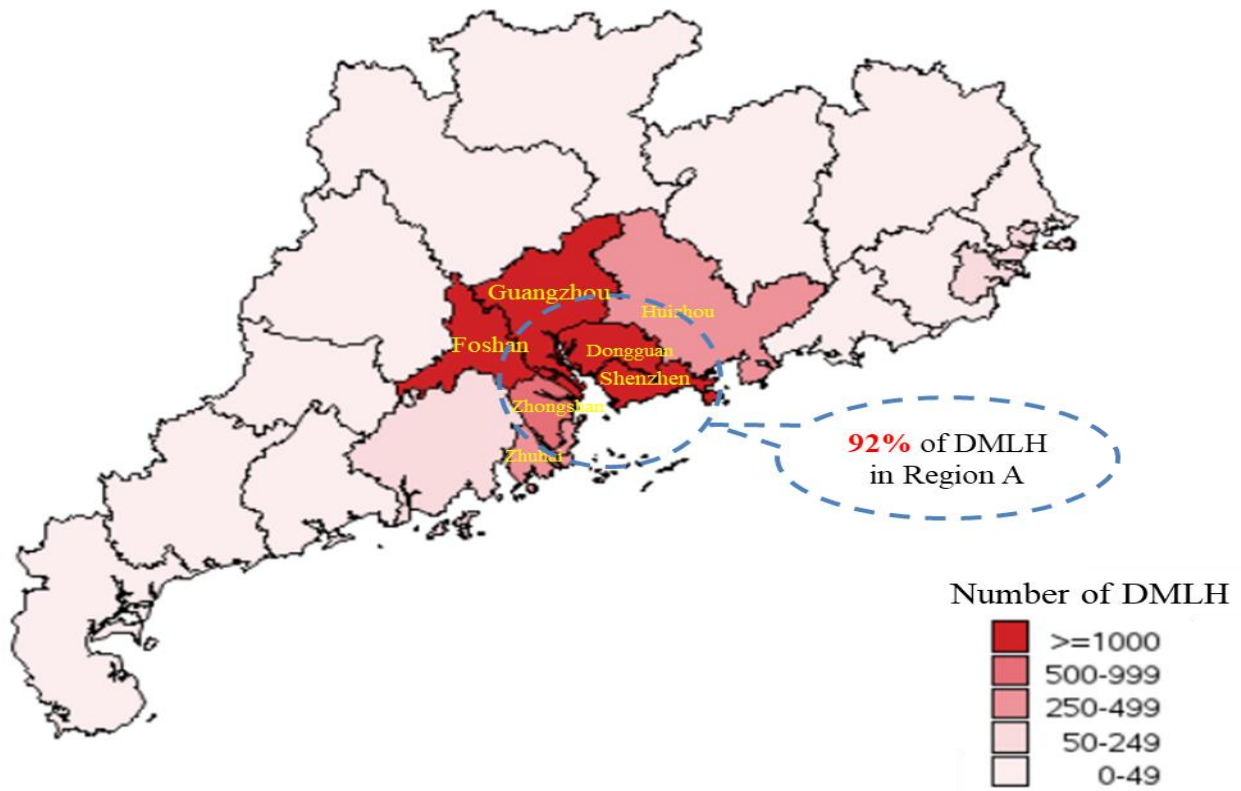 Guangzhou
Huizhou
Foshan
Dongguan
Shenzhen
Zhongshan
Zhuhai
92% of DMLH
in Region A
Number of DMLH
>=1000
500-999
250-499
50-249
0-49